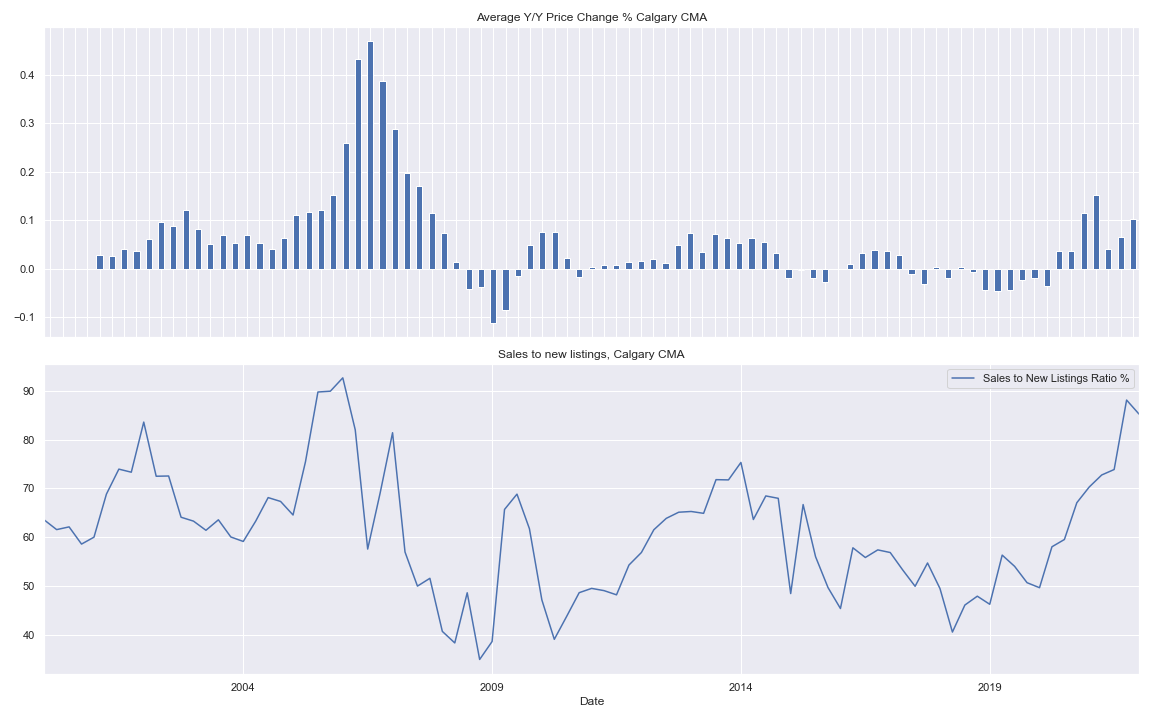 Average Y/Y Price Change % Calgary CMA
0.4
0.3
0.2
0.1
0.0
−0.1
Sales to new listings, Calgary CMA
Sales to New Listings Ratio %
90
80
70
60
50
40
2004 2009 2014 2019
Date